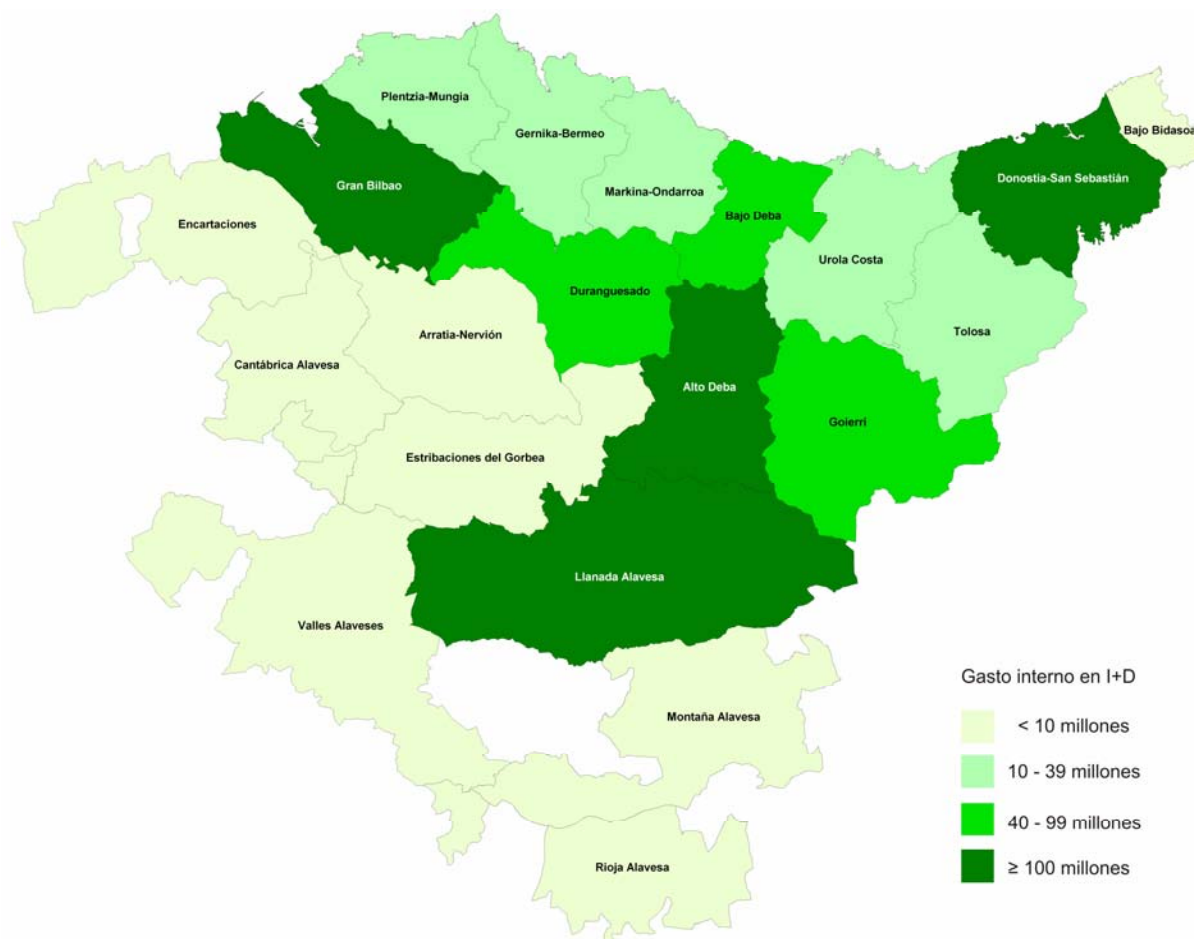 Plentzia-Mungia
Gernika-Bermeo
Bajo Bidasoa
Gran Bilbao
Markina-Ondarroa
Donostia-San Sebastián
Bajo Deba
Encartaciones
Urola Costa
Duranguesado
Arratia-Nervión
Tolosa
Cantábrica Alavesa
Alto Deba
Goierri
Estribaciones del Gorbea
Llanada Alavesa
Valles Alaveses
Montaña Alavesa
Rioja Alavesa
Gasto interno en I+D
< 10 millones
10 - 39 millones
40 - 99 millones
≥ 100 millones